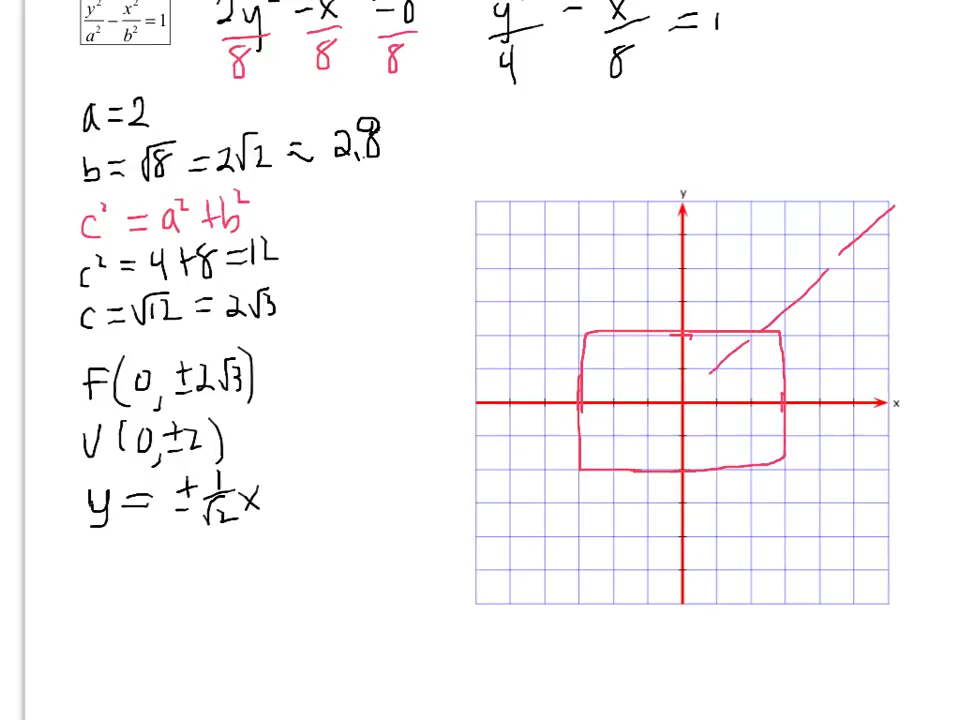 y²/a² − x²/b² = 1
2y²/8 − x²/8 = 8/8
y²/4 − x²/8 = 1
a = 2
b = √8 = 2√2 ≈ 2.8
c² = a² + b²
c² = 4 + 8 = 12
c = √12 = 2√3
F(0, ±2√3)
V(0, ±2)
y = ± 1/√2 x
y
x